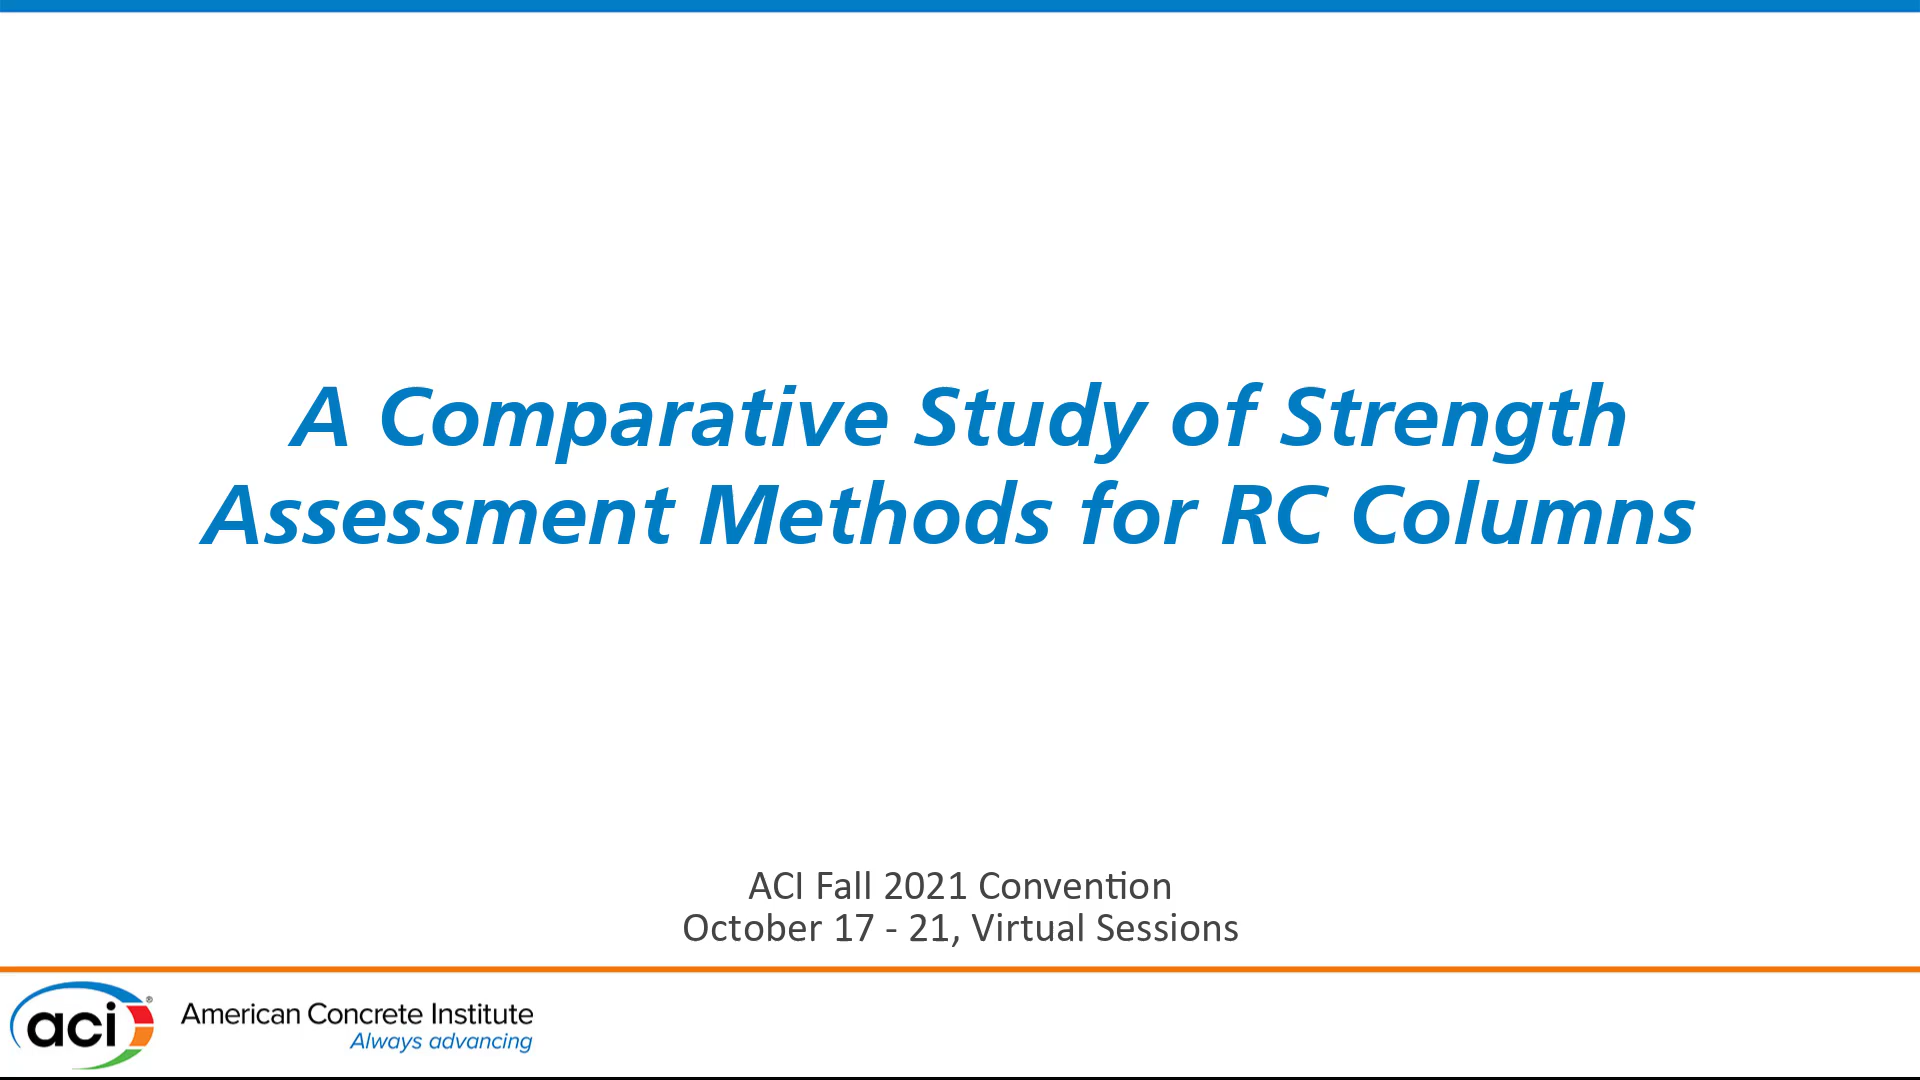 A Comparative Study of Strength
Assessment Methods for RC Columns
ACI Fall 2021 Convention
October 17 - 21, Virtual Sessions
aci®
American Concrete Institute
Always advancing